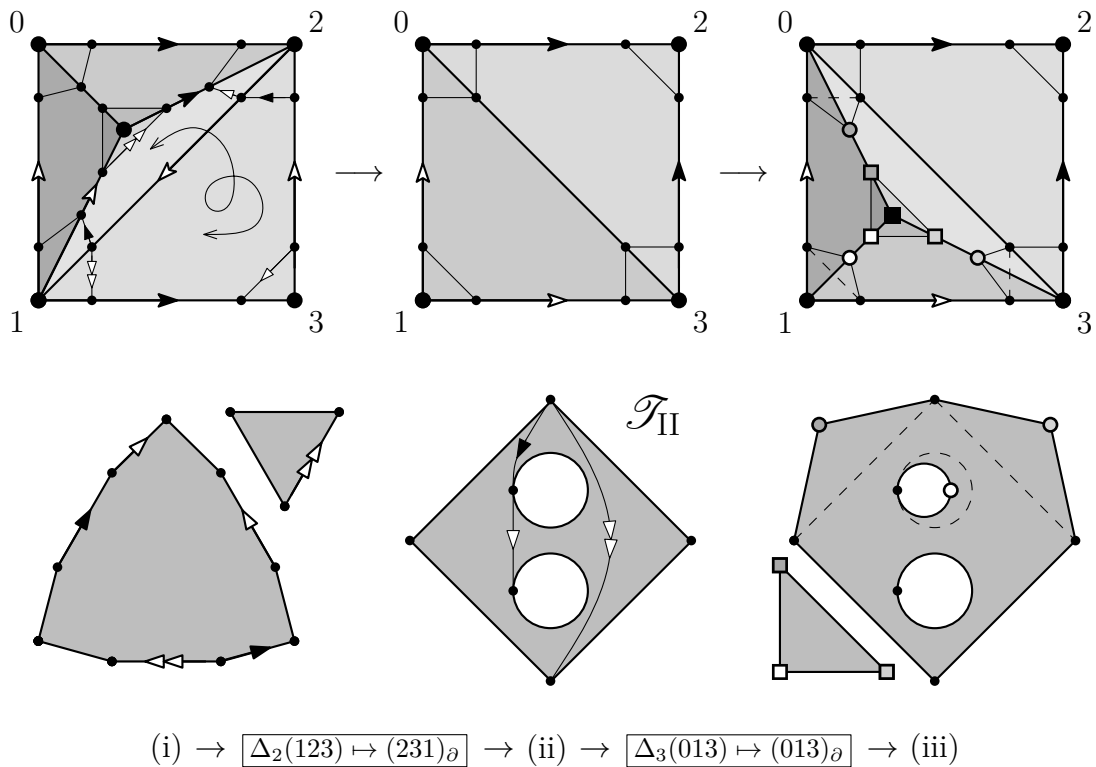 0 2 0 2 0 2
⟶ ⟶
1 3 1 3 1 3
𝒯_II
(i) → Δ₂(123) ↦ (231)_∂ → (ii) → Δ₃(013) ↦ (013)_∂ → (iii)